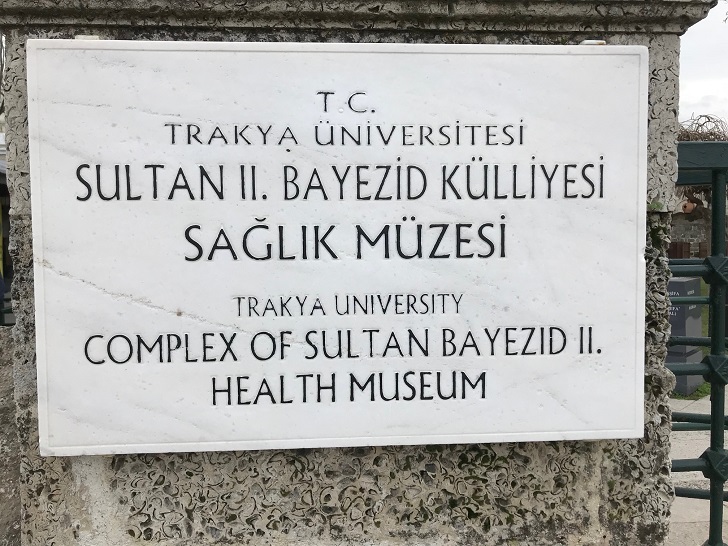 T C.
TRAKYA ÜNİVERSİTESİ
SULTAN II. BAYEZİD KÜLLİYESİ
SAĞLIK MÜZESİ
TRAKYA UNIVERSITY
COMPLEX OF SULTAN BAYEZID II.
HEALTH MUSEUM